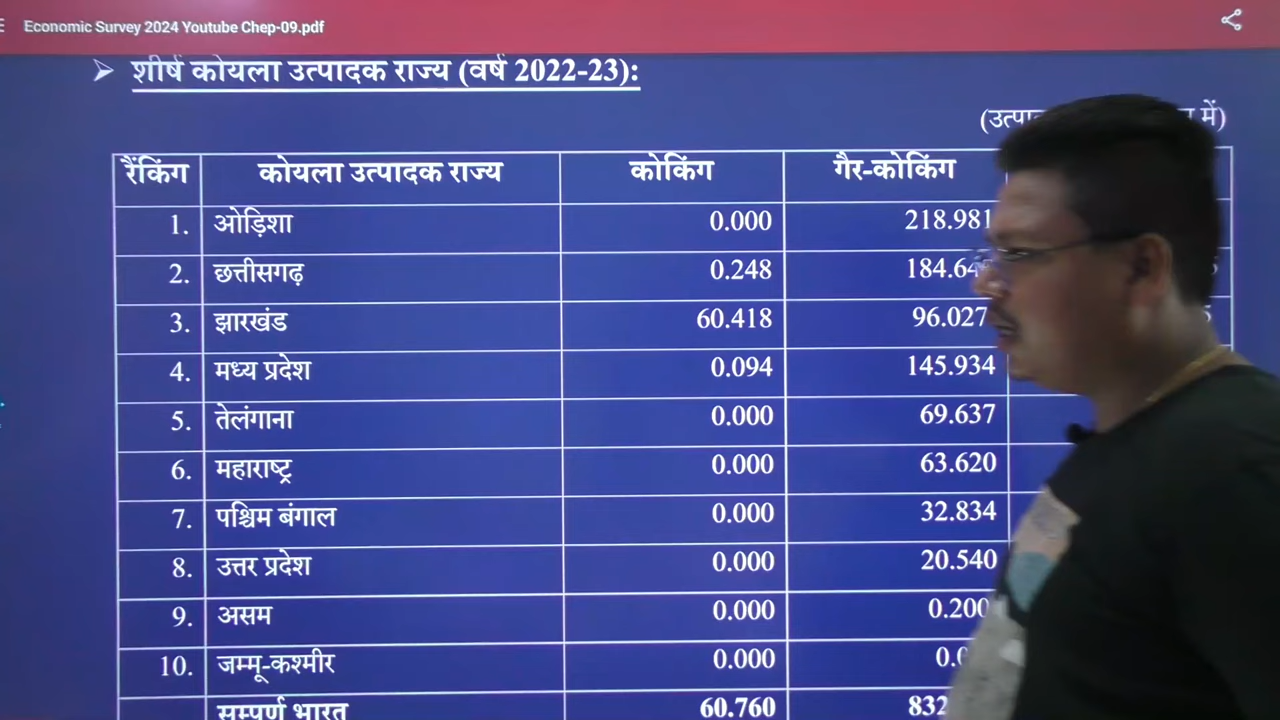 Economic Survey 2024 Youtube Chep-09.pdf
➢ शीर्ष कोयला उत्पादक राज्य (वर्ष 2022-23):
में)
रैंकिंग कोयला उत्पादक राज्य कोकिंग गैर-कोकिंग
1. ओड़िशा 0.000 218.981
2. छत्तीसगढ़ 0.248
3. झारखंड 60.418 96.027
4. मध्य प्रदेश 0.094 145.934
5. तेलंगाना 0.000 69.637
6. महाराष्ट्र 0.000 63.620
7. पश्चिम बंगाल 0.000 32.834
8. उत्तर प्रदेश 0.000 20.540
9. असम 0.000 0.200
10. जम्मू-कश्मीर 0.000
सम्पूर्ण भारत 60.760